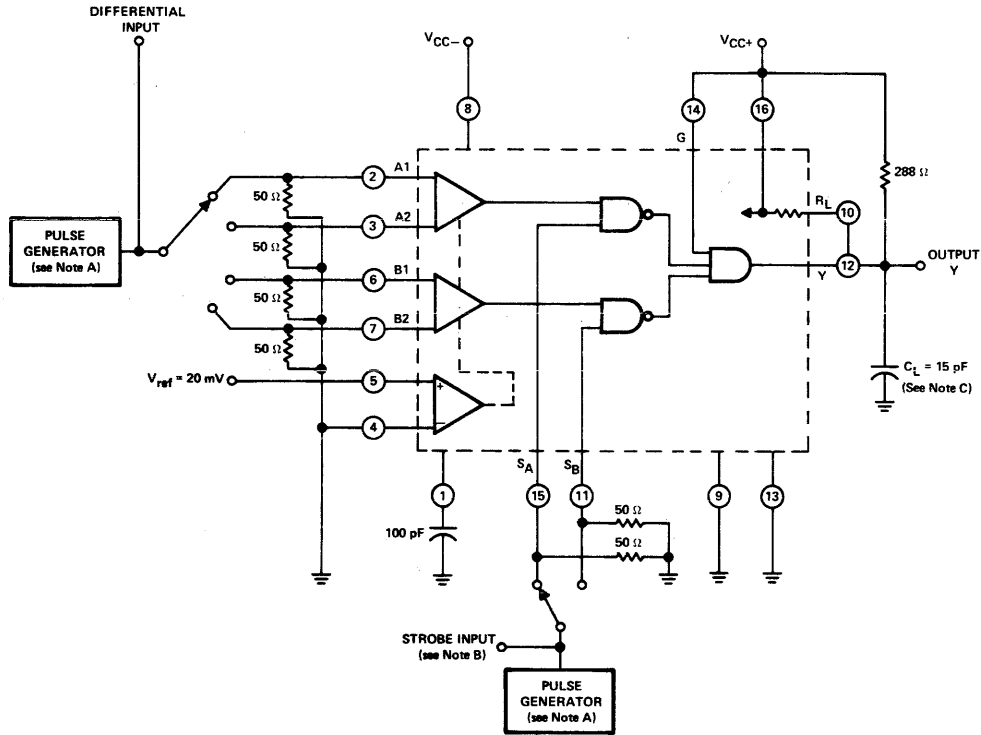 DIFFERENTIAL
INPUT
VCC−
VCC+
8
14
16
G
288 Ω
50 Ω
2
A1
50 Ω
3
A2
RL
10
PULSE
GENERATOR
(see Note A)
50 Ω
6
B1
Y
12
OUTPUT
Y
50 Ω
7
B2
Vref = 20 mV
5
+
CL = 15 pF
(See Note C)
4
−
SA
SB
1
15
11
9
13
100 pF
50 Ω
50 Ω
STROBE INPUT
(see Note B)
PULSE
GENERATOR
(see Note A)